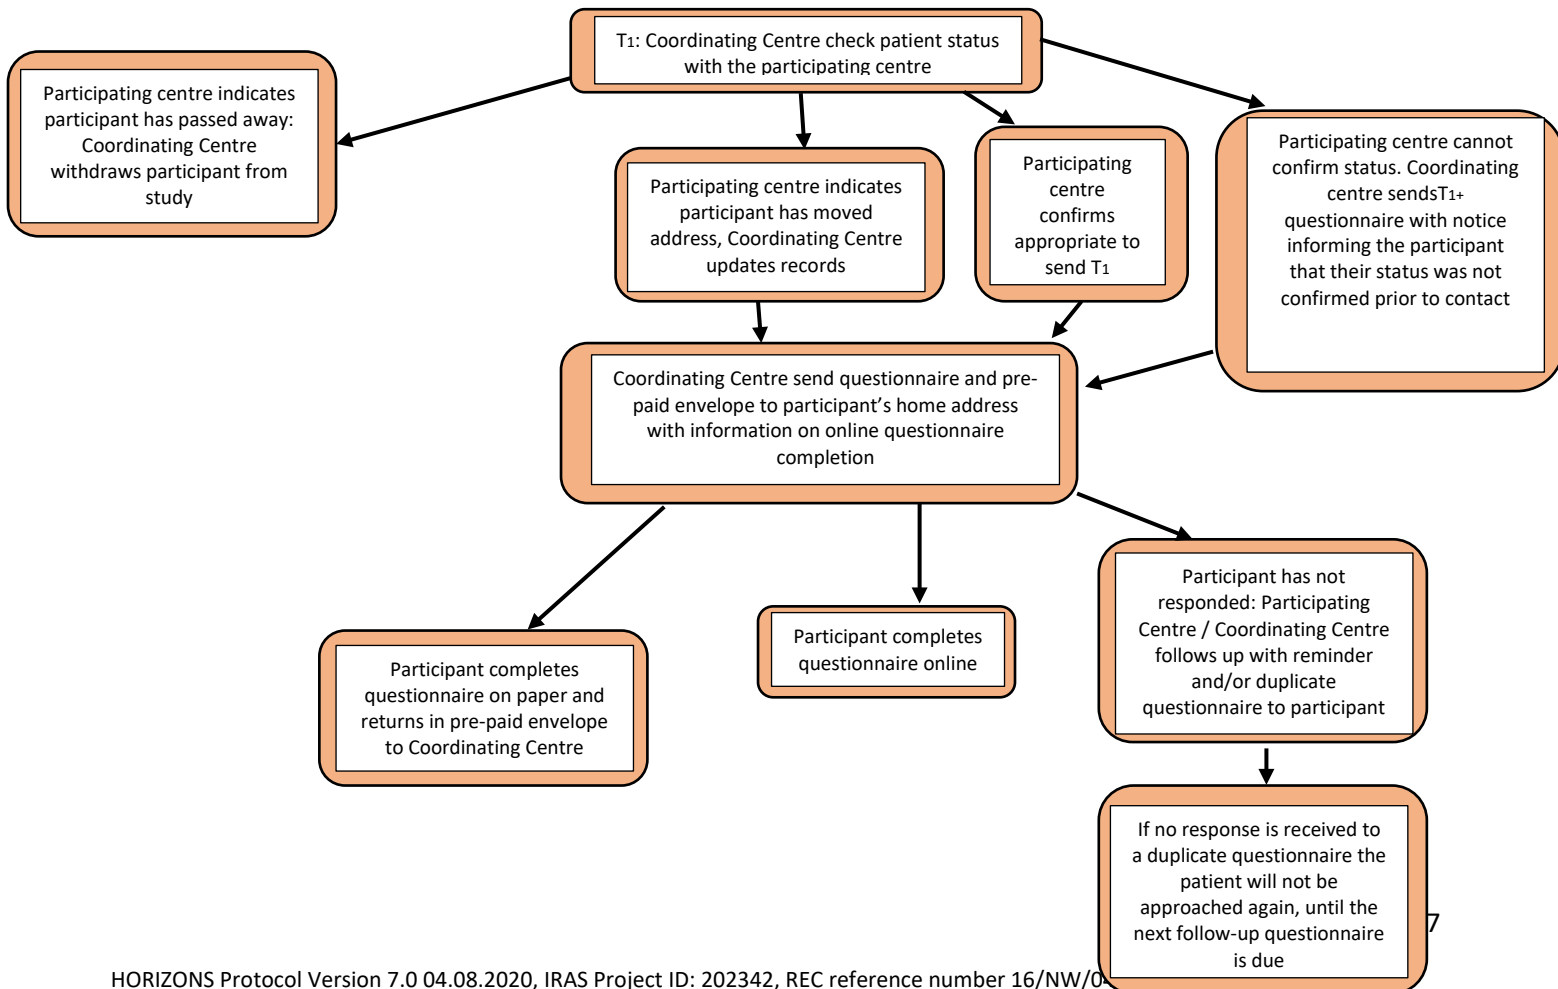 T1: Coordinating Centre check patient status
with the participating centre
Participating centre indicates
participant has passed away:
Coordinating Centre
withdraws participant from
study
Participating centre indicates
participant has moved
address, Coordinating Centre
updates records
Participating
centre
confirms
appropriate to
send T1
Participating centre cannot
confirm status. Coordinating
centre sendsT1+
questionnaire with notice
informing the participant
that their status was not
confirmed prior to contact
Coordinating Centre send questionnaire and pre-
paid envelope to participant’s home address
with information on online questionnaire
completion
Participant completes
questionnaire on paper and
returns in pre-paid envelope
to Coordinating Centre
Participant completes
questionnaire online
Participant has not
responded: Participating
Centre / Coordinating Centre
follows up with reminder
and/or duplicate
questionnaire to participant
If no response is received to
a duplicate questionnaire the
patient will not be
approached again, until the
next follow-up questionnaire
is due
7
HORIZONS Protocol Version 7.0 04.08.2020, IRAS Project ID: 202342, REC reference number 16/NW/0